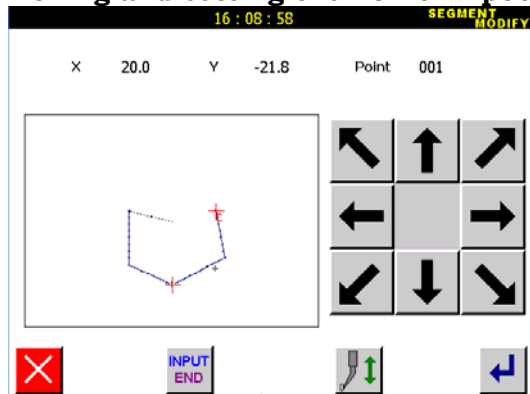 16 : 08 : 58
SEGMENT
MODIFY
X 20.0 Y -21.8 Point 001
INPUT
END